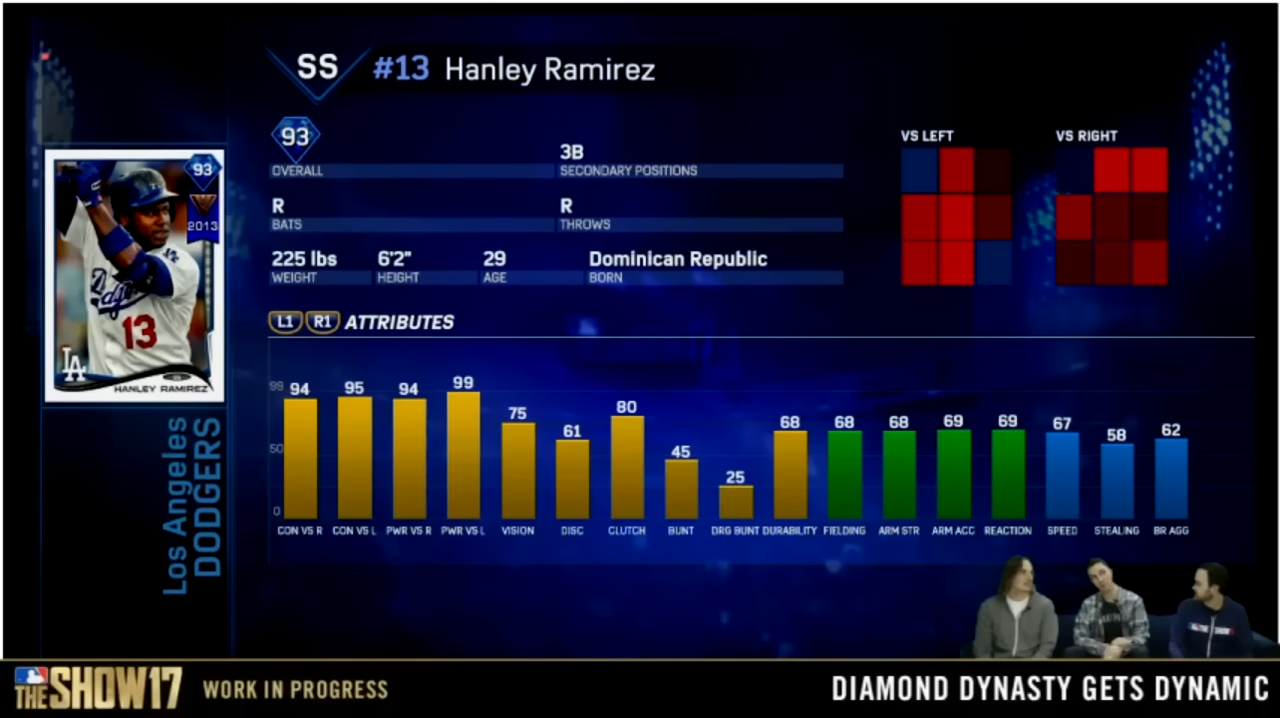 SS #13 Hanley Ramirez
93
OVERALL
3B
SECONDARY POSITIONS
R
BATS
R
THROWS
225 lbs
WEIGHT
6'2"
HEIGHT
29
AGE
Dominican Republic
BORN
VS LEFT
VS RIGHT
93
2013
Dodgers
13
LA
HANLEY RAMIREZ
Los Angeles
DODGERS
L1 R1 ATTRIBUTES
99
50
0
94 95 94 99 75 61 80 45 25 68 68 68 69 69 67 58 62
CON VS R CON VS L PWR VS R PWR VS L VISION DISC CLUTCH BUNT DRG BUNT DURABILITY FIELDING ARM STR ARM ACC REACTION SPEED STEALING BR AGG
THE SHOW 17 WORK IN PROGRESS
DIAMOND DYNASTY GETS DYNAMIC